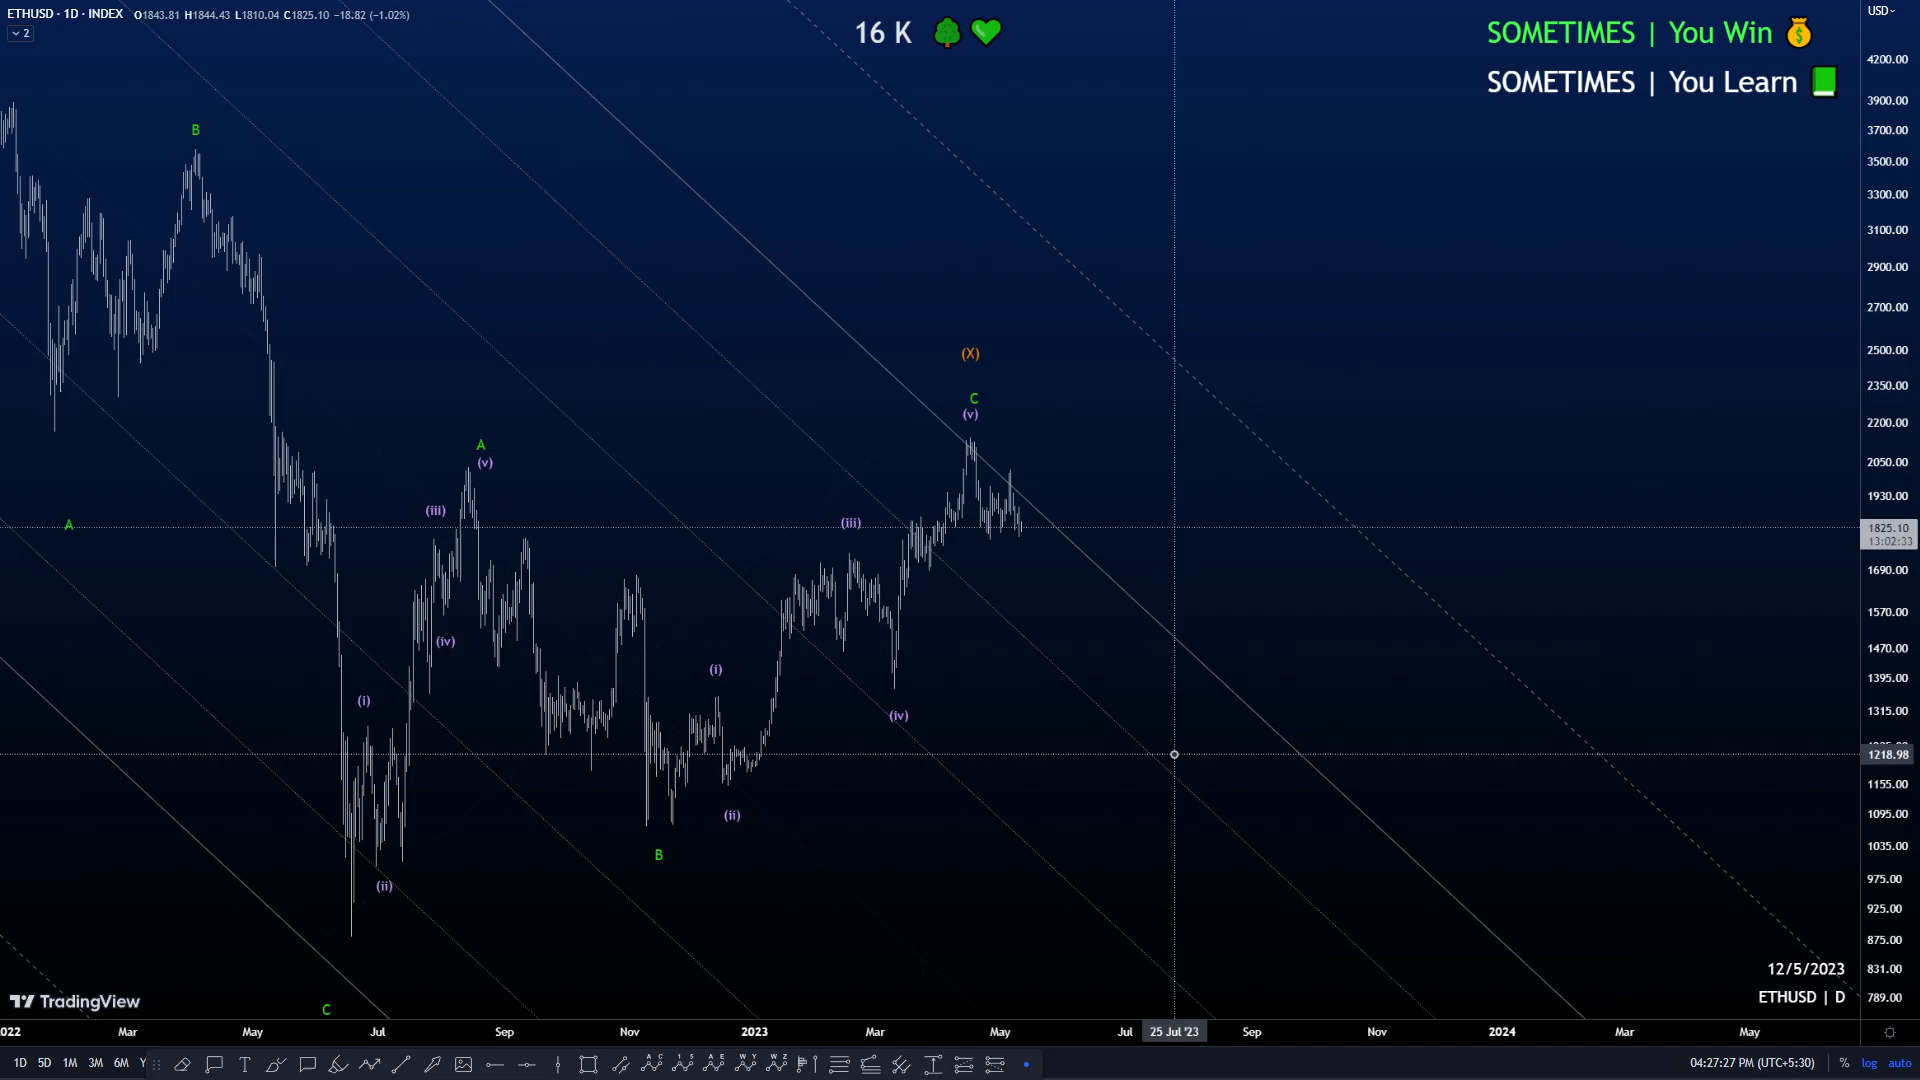 ETHUSD · 1D · INDEX O1843.81 H1844.43 L1810.04 C1825.10 −18.82 (−1.02%)
2
16 K
SOMETIMES | You Win
SOMETIMES | You Learn
USD
4200.00
3900.00
3700.00
3500.00
3300.00
3100.00
2900.00
2700.00
2500.00
2350.00
2200.00
2050.00
1930.00
1825.10
13:02:33
1690.00
1570.00
1470.00
1395.00
1315.00
1218.98
1155.00
1095.00
1035.00
975.00
925.00
875.00
831.00
789.00
B
(X)
C
(v)
A
(v)
(iii)
(iii)
A
(iv)
(i)
(i)
(iv)
(ii)
B
(ii)
C
12/5/2023
ETHUSD | D
TradingView
2022 Mar May Jul Sep Nov 2023 Mar May Jul 25 Jul '23 Sep Nov 2024 Mar May
1D 5D 1M 3M 6M
04:27:27 PM (UTC+5:30) % log auto